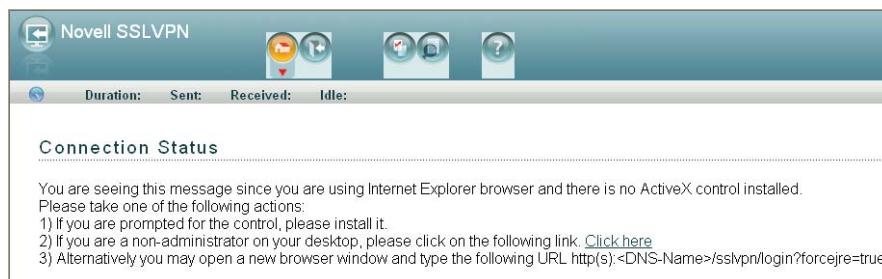 Novell SSLVPN
?
Duration: Sent: Received: Idle:
Connection Status
You are seeing this message since you are using Internet Explorer browser and there is no ActiveX control installed.
Please take one of the following actions:
1) If you are prompted for the control, please install it.
2) If you are a non-administrator on your desktop, please click on the following link. Click here
3) Alternatively you may open a new browser window and type the following URL http(s):<DNS-Name>/sslvpn/login?forcejre=true